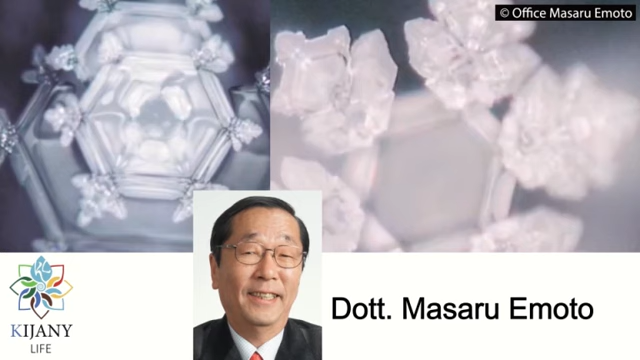 © Office Masaru Emoto
Dott. Masaru Emoto
KIJANY
LIFE